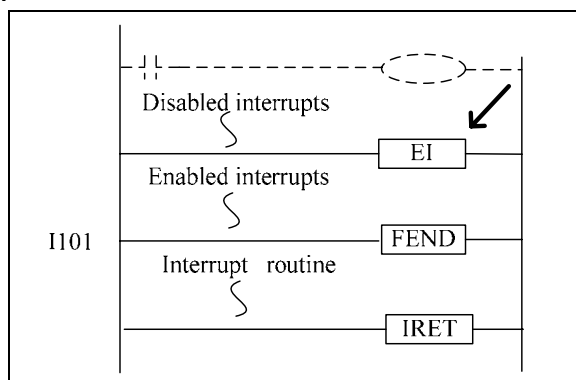 Disabled interrupts
EI
Enabled interrupts
I101
FEND
Interrupt routine
IRET